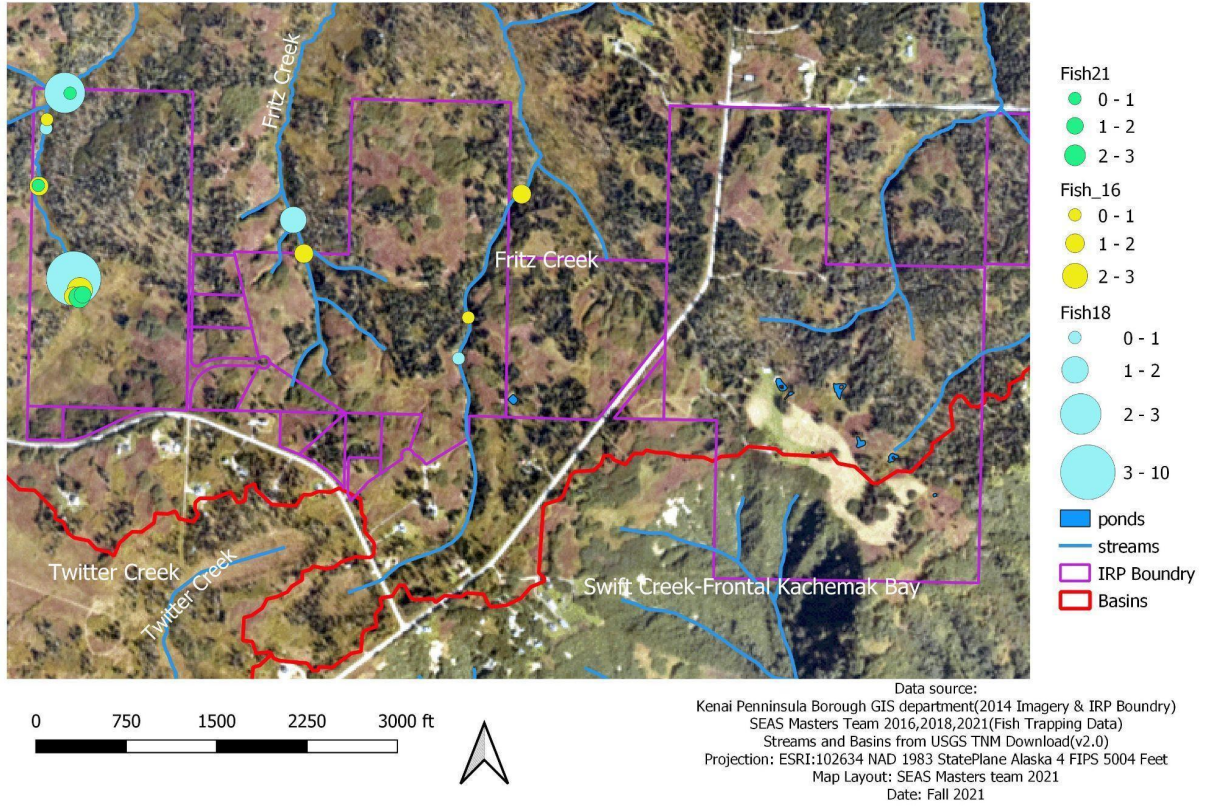 Fritz Creek
Fritz Creek
Twitter Creek
Twitter Creek
Swift Creek-Frontal Kachemak Bay
Fish21
0 - 1
1 - 2
2 - 3
Fish_16
0 - 1
1 - 2
2 - 3
Fish18
0 - 1
1 - 2
2 - 3
3 - 10
ponds
streams
IRP Boundry
Basins
0 750 1500 2250 3000 ft
Data source:
Kenai Penninsula Borough GIS department(2014 Imagery & IRP Boundry)
SEAS Masters Team 2016,2018,2021(Fish Trapping Data)
Streams and Basins from USGS TNM Download(v2.0)
Projection: ESRI:102634 NAD 1983 StatePlane Alaska 4 FIPS 5004 Feet
Map Layout: SEAS Masters team 2021
Date: Fall 2021